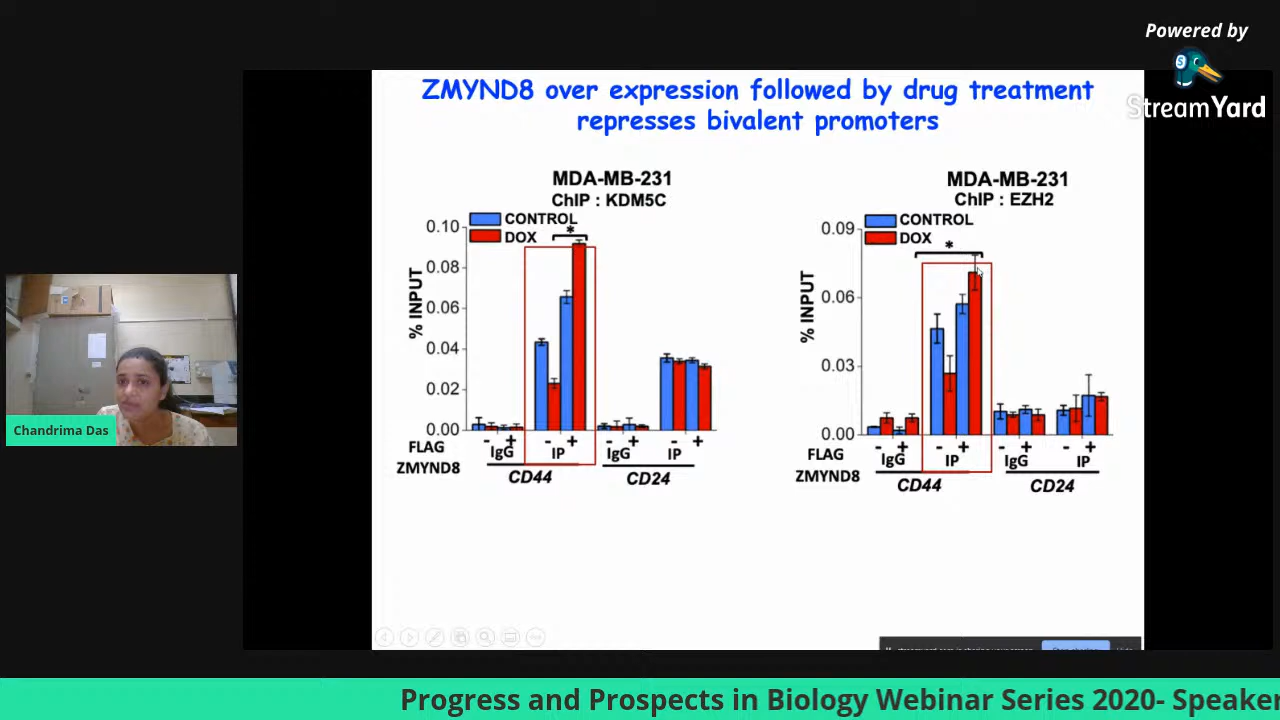 Powered by
StreamYard
ZMYND8 over expression followed by drug treatment
represses bivalent promoters
MDA-MB-231
ChIP : KDM5C
CONTROL
DOX
*
% INPUT
0.10
0.08
0.06
0.04
0.02
0.00
FLAG
ZMYND8
- +
- +
- +
- +
IgG
IP
IgG
IP
CD44
CD24
MDA-MB-231
ChIP : EZH2
CONTROL
DOX
*
% INPUT
0.09
0.06
0.03
0.00
FLAG
ZMYND8
- +
- +
- +
- +
IgG
IP
IgG
IP
CD44
CD24
Chandrima Das
Progress and Prospects in Biology Webinar Series 2020- Speaker